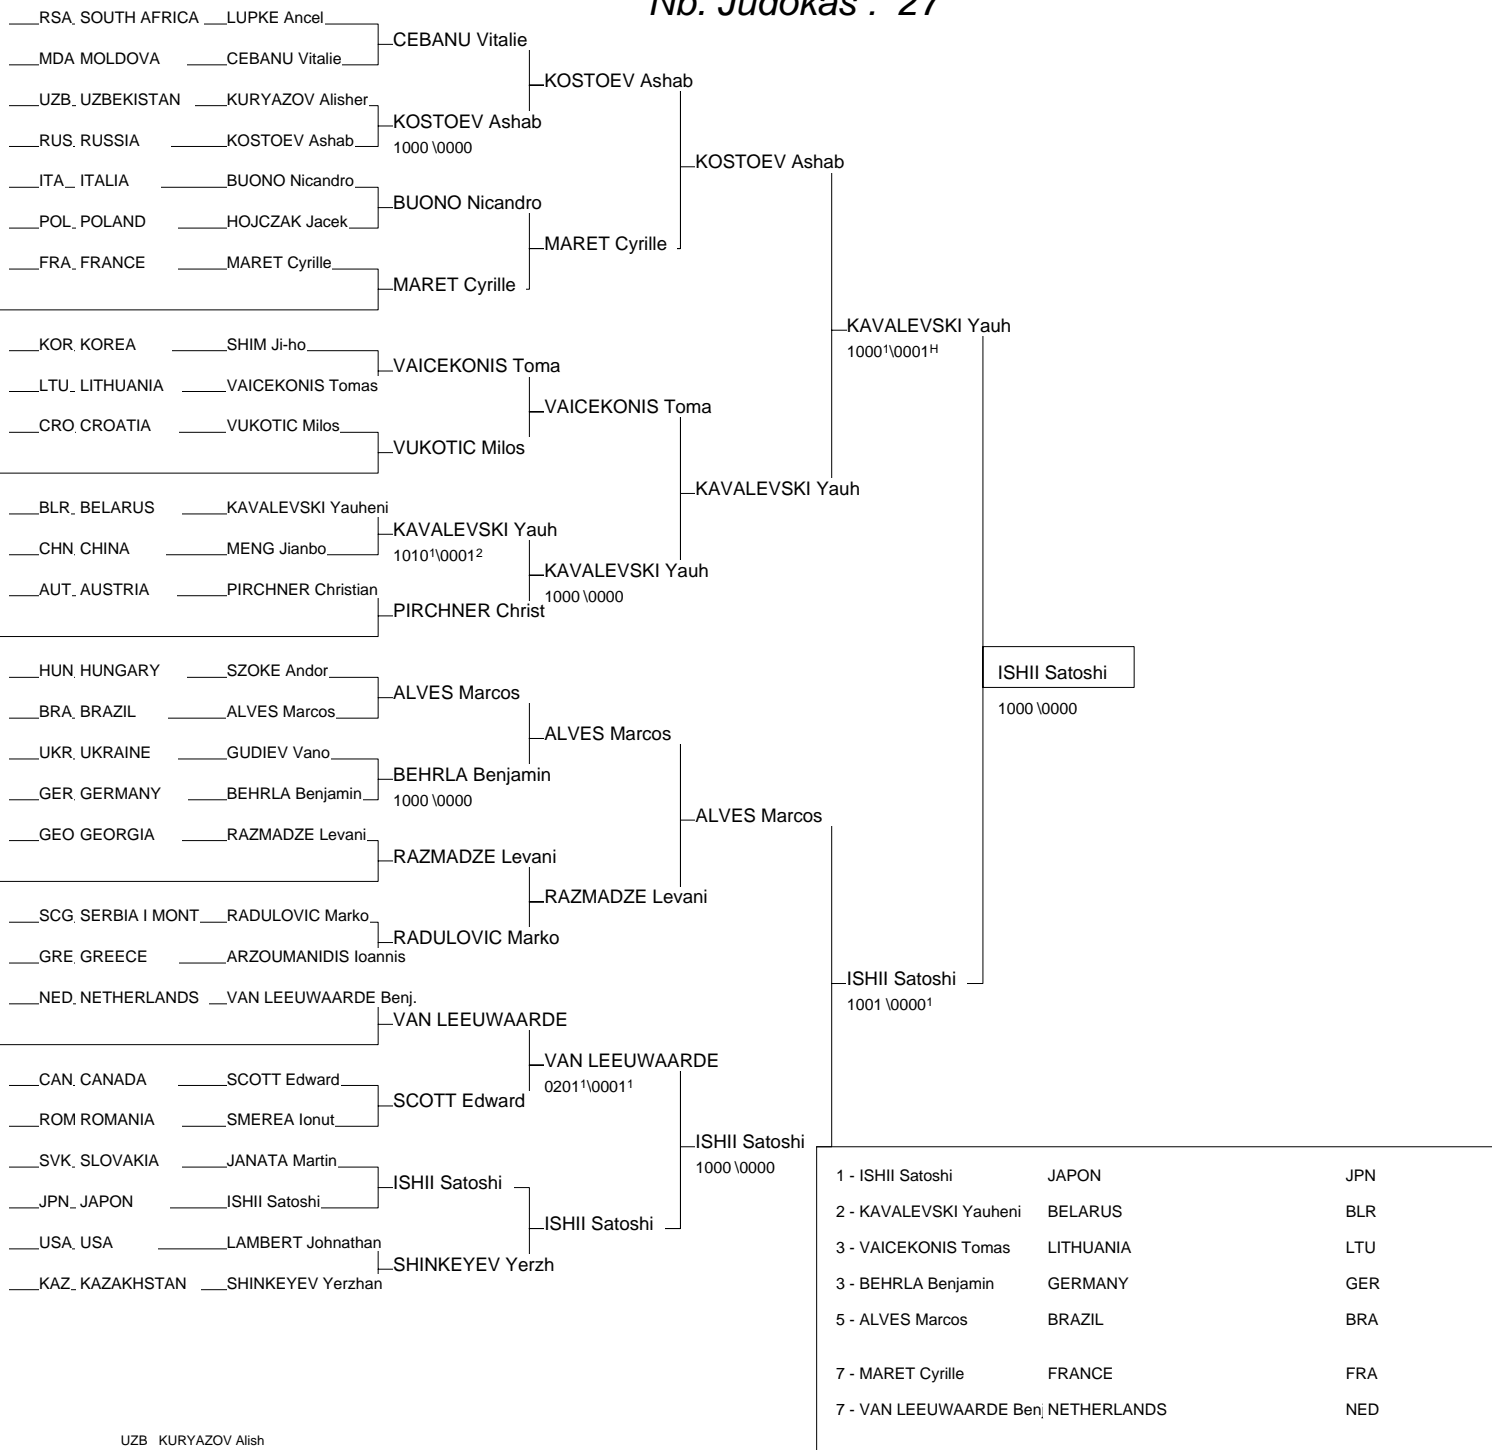 Nb. Judokas : 27
RSA SOUTH AFRICA LUPKE Ancel
CEBANU Vitalie
MDA MOLDOVA CEBANU Vitalie
KOSTOEV Ashab
UZB UZBEKISTAN KURYAZOV Alisher
KOSTOEV Ashab
RUS RUSSIA KOSTOEV Ashab
1000 \0000
KOSTOEV Ashab
ITA ITALIA BUONO Nicandro
BUONO Nicandro
POL POLAND HOJCZAK Jacek
MARET Cyrille
FRA FRANCE MARET Cyrille
MARET Cyrille
KAVALEVSKI Yauh
1000¹\0001ᴴ
KOR KOREA SHIM Ji-ho
VAICEKONIS Toma
LTU LITHUANIA VAICEKONIS Tomas
VAICEKONIS Toma
CRO CROATIA VUKOTIC Milos
VUKOTIC Milos
KAVALEVSKI Yauh
BLR BELARUS KAVALEVSKI Yauheni
KAVALEVSKI Yauh
CHN CHINA MENG Jianbo
1010¹\0001²
KAVALEVSKI Yauh
1000 \0000
AUT AUSTRIA PIRCHNER Christian
PIRCHNER Christ
HUN HUNGARY SZOKE Andor
ISHII Satoshi
1000 \0000
ALVES Marcos
BRA BRAZIL ALVES Marcos
ALVES Marcos
UKR UKRAINE GUDIEV Vano
BEHRLA Benjamin
GER GERMANY BEHRLA Benjamin
1000 \0000
ALVES Marcos
GEO GEORGIA RAZMADZE Levani
RAZMADZE Levani
RAZMADZE Levani
SCG SERBIA I MONT RADULOVIC Marko
RADULOVIC Marko
GRE GREECE ARZOUMANIDIS Ioannis
ISHII Satoshi
1001 \0000¹
NED NETHERLANDS VAN LEEUWAARDE Benj.
VAN LEEUWAARDE
VAN LEEUWAARDE
0201¹\0001¹
CAN CANADA SCOTT Edward
SCOTT Edward
ROM ROMANIA SMEREA Ionut
ISHII Satoshi
1000 \0000
SVK SLOVAKIA JANATA Martin
ISHII Satoshi
JPN JAPON ISHII Satoshi
ISHII Satoshi
USA USA LAMBERT Johnathan
SHINKEYEV Yerzh
KAZ KAZAKHSTAN SHINKEYEV Yerzhan
1 - ISHII Satoshi JAPON JPN
2 - KAVALEVSKI Yauheni BELARUS BLR
3 - VAICEKONIS Tomas LITHUANIA LTU
3 - BEHRLA Benjamin GERMANY GER
5 - ALVES Marcos BRAZIL BRA
7 - MARET Cyrille FRANCE FRA
7 - VAN LEEUWAARDE Benj NETHERLANDS NED
UZB KURYAZOV Alish